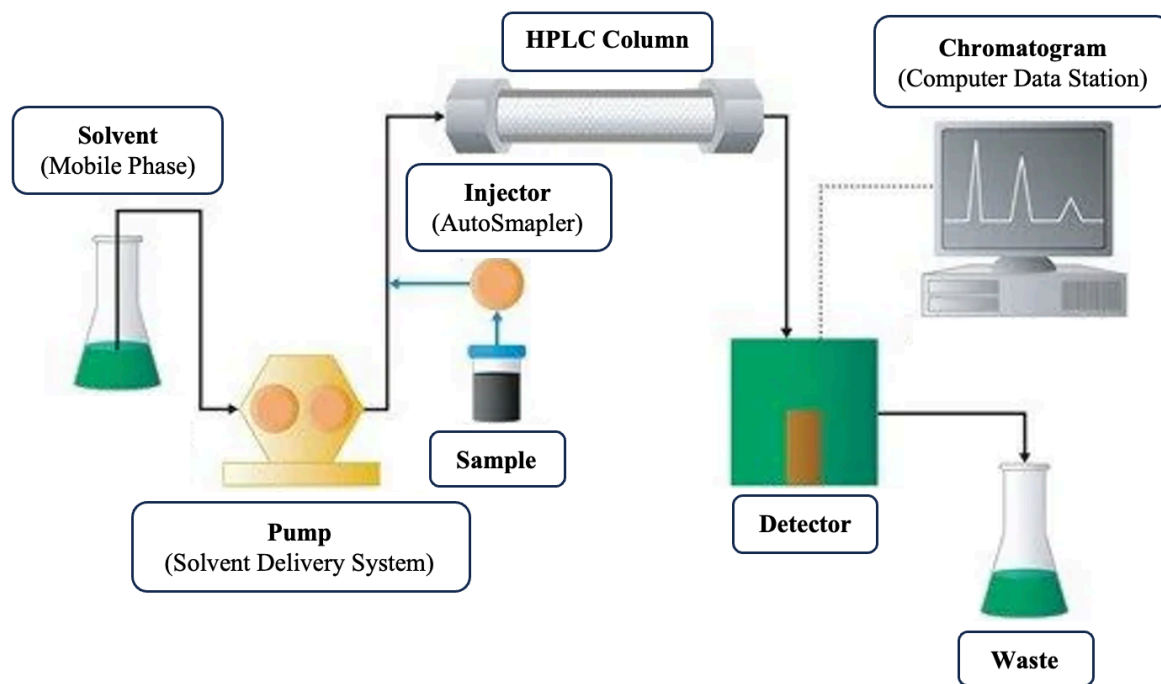 HPLC Column
Chromatogram
(Computer Data Station)
Solvent
(Mobile Phase)
Injector
(AutoSmapler)
Sample
Pump
(Solvent Delivery System)
Detector
Waste